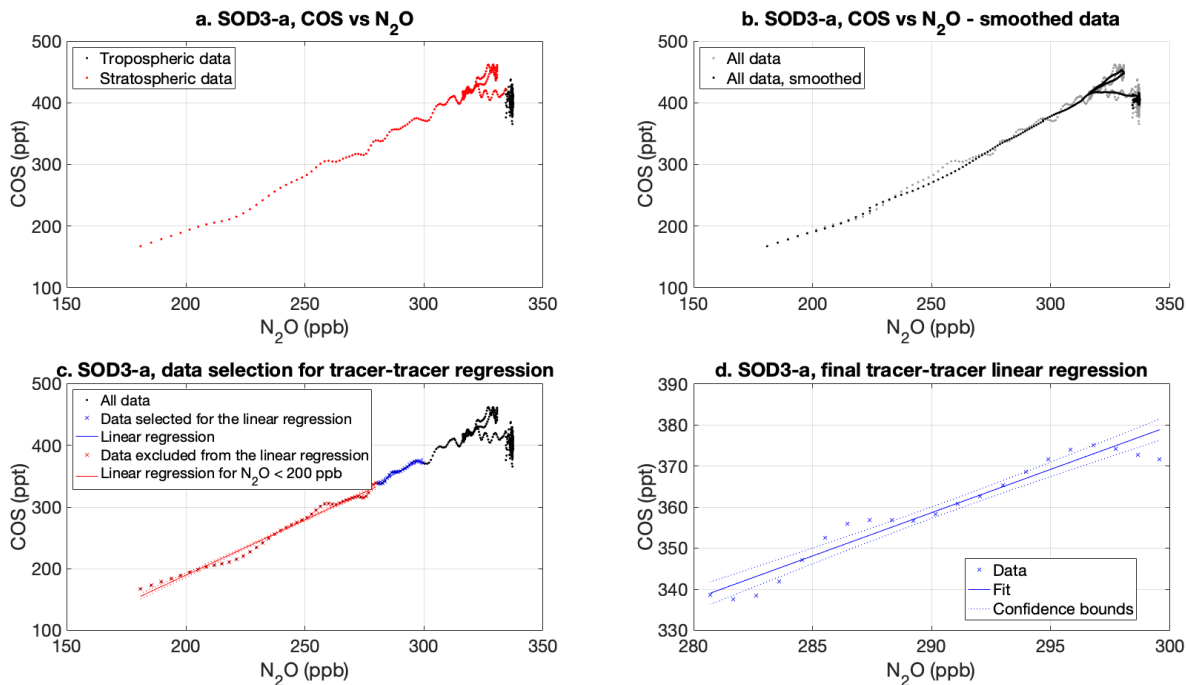 a. SOD3-a, COS vs N2O
500
400
300
200
100
COS (ppt)
Tropospheric data
Stratospheric data
150
200
250
300
350
N2O (ppb)
b. SOD3-a, COS vs N2O - smoothed data
500
400
300
200
100
COS (ppt)
All data
All data, smoothed
150
200
250
300
350
N2O (ppb)
c. SOD3-a, data selection for tracer-tracer regression
500
400
300
200
100
COS (ppt)
All data
Data selected for the linear regression
Linear regression
Data excluded from the linear regression
Linear regression for N2O < 200 ppb
150
200
250
300
350
N2O (ppb)
d. SOD3-a, final tracer-tracer linear regression
390
380
370
360
350
340
330
COS (ppt)
Data
Fit
Confidence bounds
280
285
290
295
300
N2O (ppb)